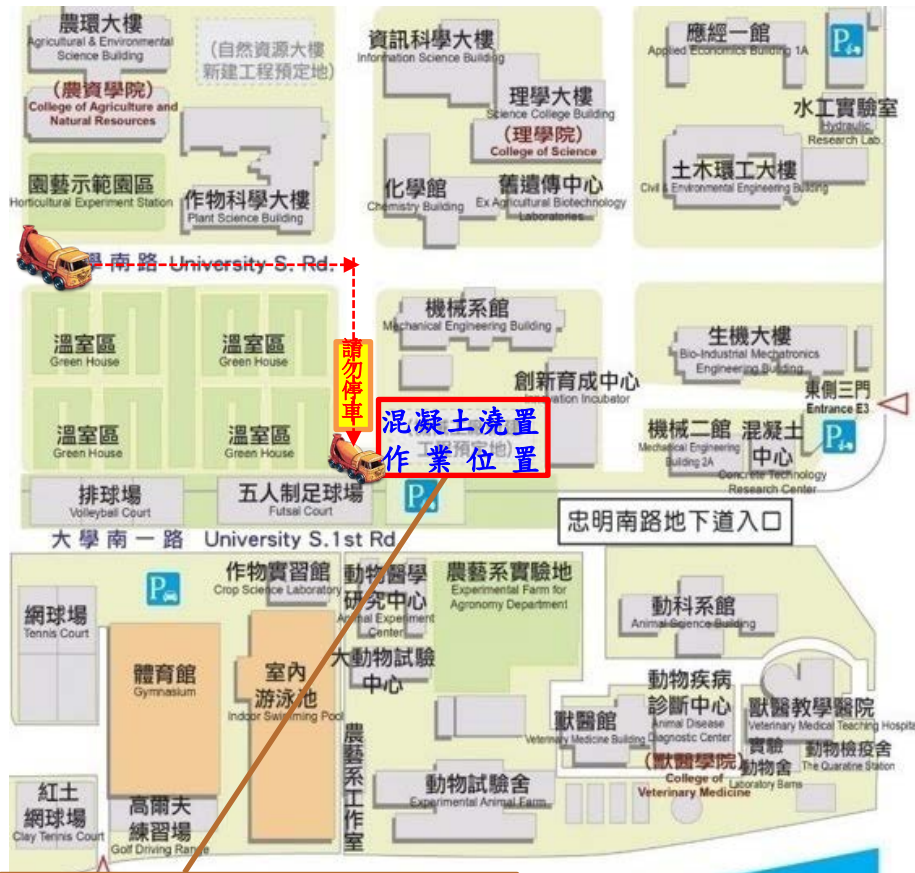 農環大樓
Agricultural & Environmental
Science Building
(農資學院)
College of Agriculture and
Natural Resources
(自然資源大樓
新建工程預定地)
資訊科學大樓
Information Science Building
理學大樓
Science College Building
(理學院)
College of Science
應經一館
Applied Economics Building 1A
P
水工實驗室
Hydraulic
Research Lab.
園藝示範園區
Horticultural Experiment Station
作物科學大樓
Plant Science Building
化學館
Chemistry Building
舊遺傳中心
Ex Agricultural Biotechnology
Laboratories
土木環工大樓
Civil & Environmental Engineering Building
學南路 University S. Rd.
溫室區
Green House
溫室區
Green House
請勿停車
機械系館
Mechanical Engineering Building
生機大樓
Bio-Industrial Mechatronics
Engineering Building
創新育成中心
Innovation Incubator
東側三門
Entrance E3
溫室區
Green House
溫室區
Green House
混凝土澆置
作業位置
工程預定地)
機械二館
Mechanical Engineering
Building 2A
混凝土
中心
Concrete Technology
Research Center
P
排球場
Volleyball Court
五人制足球場
Futsal Court
P
忠明南路地下道入口
大學南一路 University S.1st Rd
P
作物實習館
Crop Science Laboratory
動物醫學
研究中心
Animal Experiment
Center
農藝系實驗地
Experimental Farm for
Agronomy Department
動科系館
Animal Science Building
網球場
Tennis Court
體育館
Gymnasium
室內
游泳池
Indoor Swimming Pool
大動物試驗
中心
獸醫館
Veterinary Medicine Building
動物疾病
診斷中心
Animal Disease
Diagnostic Center
(獸醫學院)
College of
Veterinary Medicine
獸醫教學醫院
Veterinary Medical Teaching Hospital
實驗
動物舍
Laboratory Barns
動物檢疫舍
The Quaratine Station
農藝系工作室
動物試驗舍
Experimental Animal Farm
紅土
網球場
Clay Tennis Court
高爾夫
練習場
Golf Driving Range